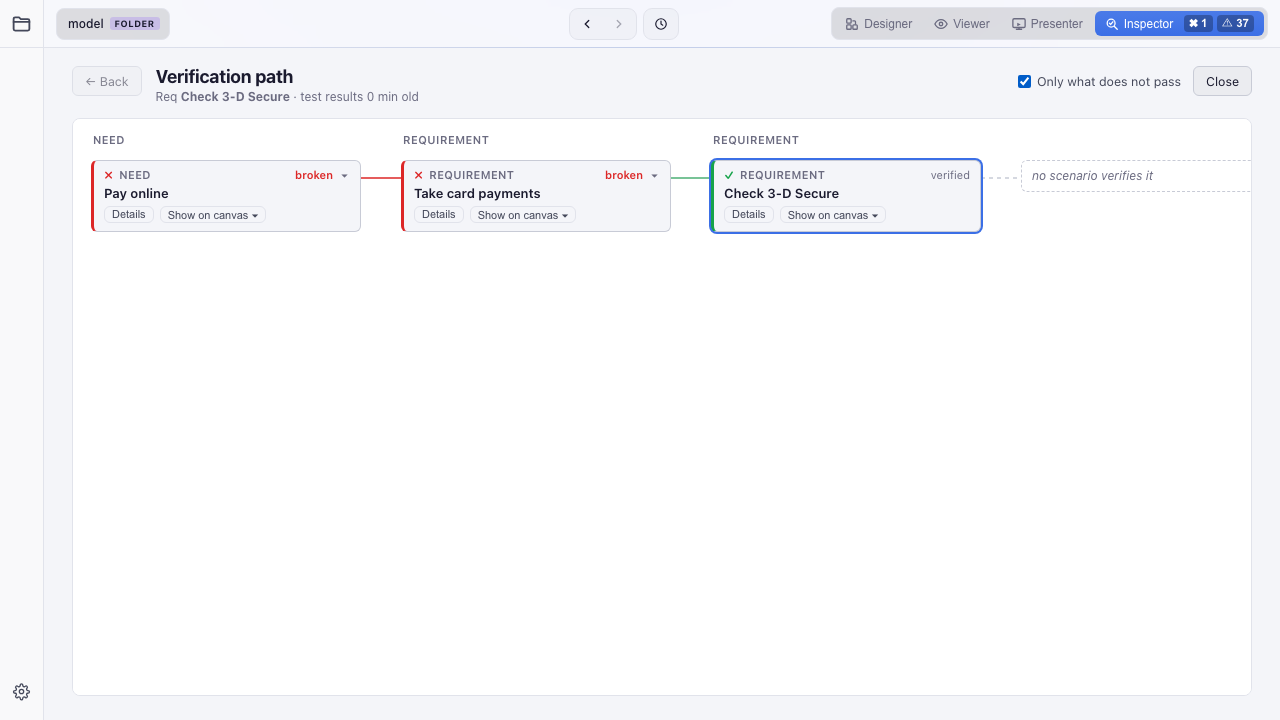 model FOLDER
Designer Viewer Presenter Inspector ✖ 1 ⚠ 37
← Back
Verification path
Req Check 3-D Secure · test results 0 min old
Only what does not pass
Close
NEED REQUIREMENT REQUIREMENT
✕ NEED broken
Pay online
Details Show on canvas
✕ REQUIREMENT broken
Take card payments
Details Show on canvas
✓ REQUIREMENT verified
Check 3-D Secure
Details Show on canvas
no scenario verifies it